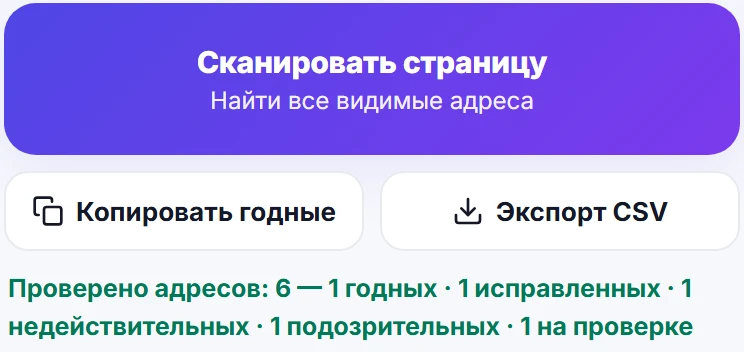 Сканировать страницу
Найти все видимые адреса
Копировать годные
Экспорт CSV
Проверено адресов: 6 — 1 годных · 1 исправленных · 1
недействительных · 1 подозрительных · 1 на проверке